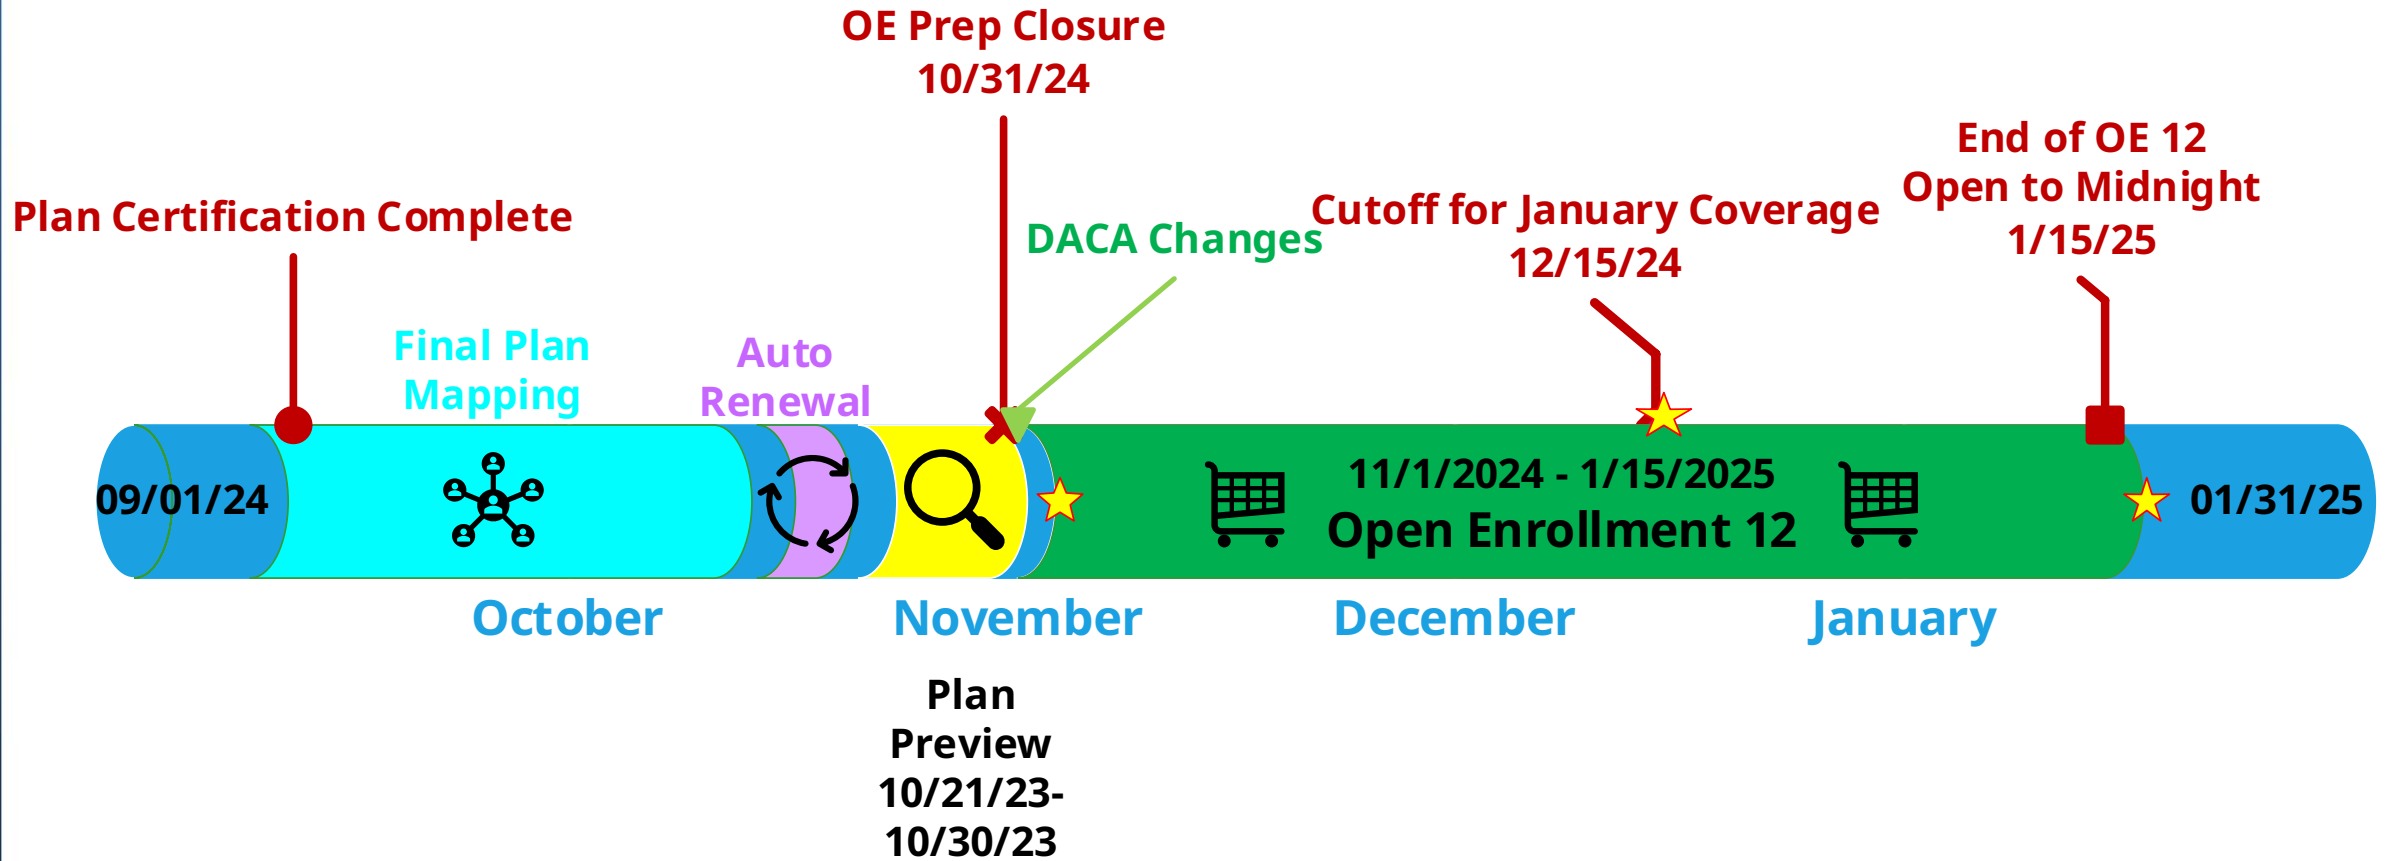 OE Prep Closure
10/31/24
End of OE 12
Open to Midnight
1/15/25
Plan Certification Complete
Cutoff for January Coverage
12/15/24
DACA Changes
Final Plan
Mapping
Auto
Renewal
09/01/24
11/1/2024 - 1/15/2025
Open Enrollment 12
01/31/25
October
November
December
January
Plan
Preview
10/21/23-
10/30/23